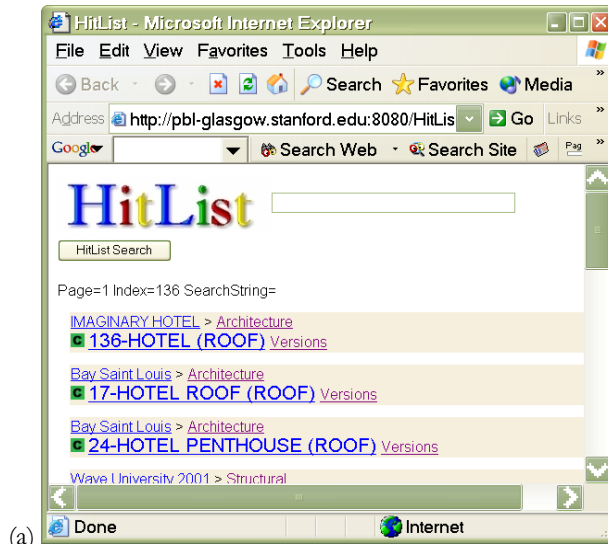 HitList - Microsoft Internet Explorer
File Edit View Favorites Tools Help
Back Search Favorites Media »
Address http://pbl-glasgow.stanford.edu:8080/HitLis Go Links »
Google Search Web Search Site Pag »
HitList
HitList Search
Page=1 Index=136 SearchString=
IMAGINARY HOTEL > Architecture
C 136-HOTEL (ROOF) Versions
Bay Saint Louis > Architecture
C 17-HOTEL ROOF (ROOF) Versions
Bay Saint Louis > Architecture
C 24-HOTEL PENTHOUSE (ROOF) Versions
Wave University 2001 > Structural
(a) Done Internet